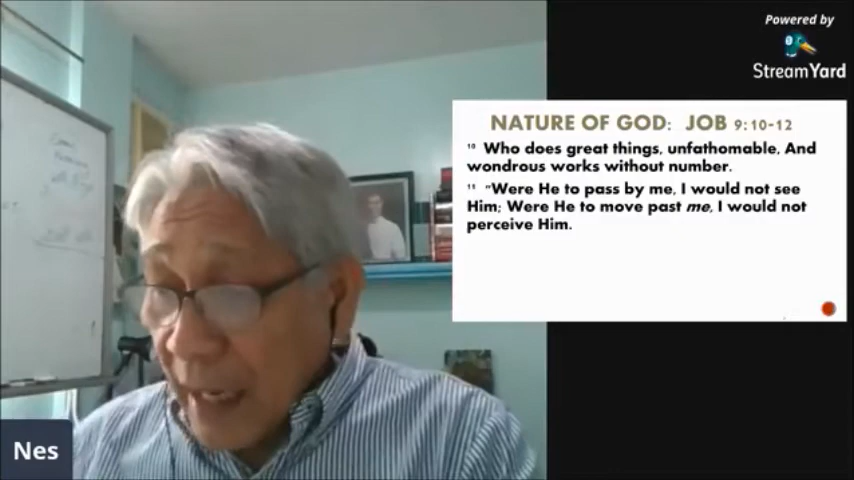 Powered by
StreamYard
NATURE OF GOD: JOB 9:10-12
10 Who does great things, unfathomable, And
wondrous works without number.
11 "Were He to pass by me, I would not see
Him; Were He to move past me, I would not
perceive Him.
Nes